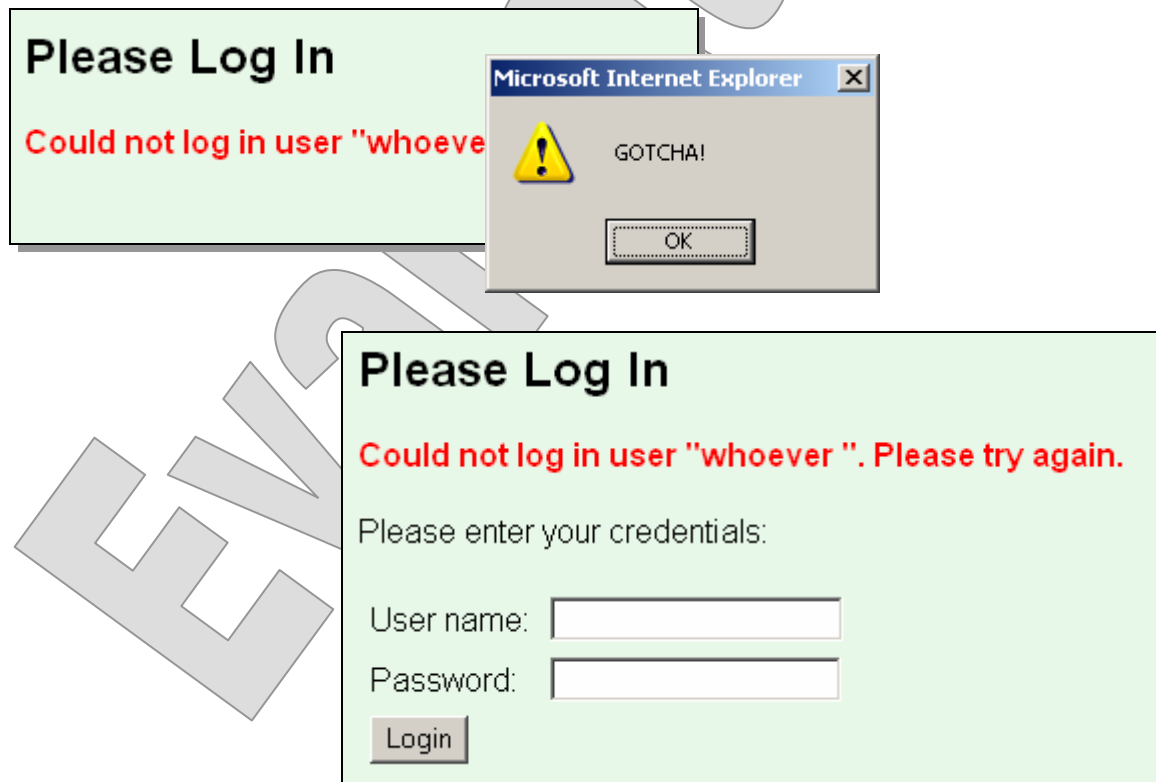 Please Log In
Could not log in user "whoeve
Microsoft Internet Explorer
GOTCHA!
OK
Please Log In
Could not log in user "whoever ". Please try again.
Please enter your credentials:
User name:
Password:
Login